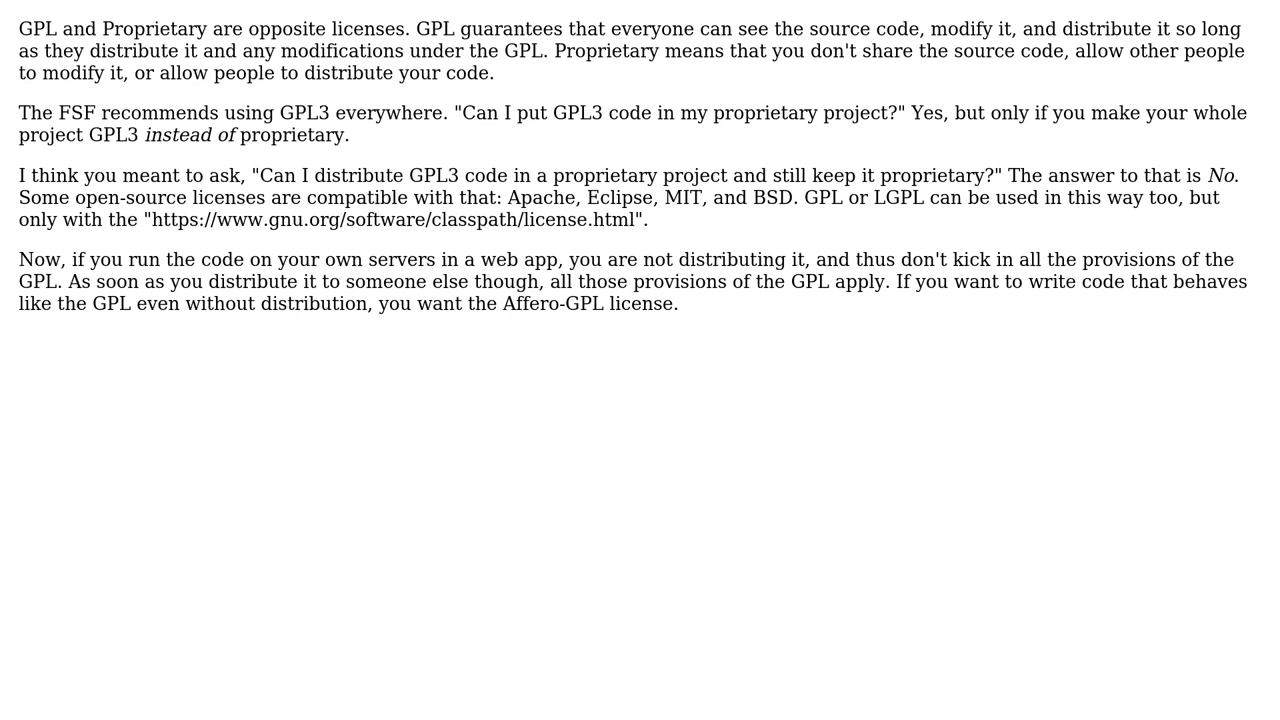 GPL and Proprietary are opposite licenses. GPL guarantees that everyone can see the source code, modify it, and distribute it so long
as they distribute it and any modifications under the GPL. Proprietary means that you don't share the source code, allow other people
to modify it, or allow people to distribute your code.
The FSF recommends using GPL3 everywhere. "Can I put GPL3 code in my proprietary project?" Yes, but only if you make your whole
project GPL3 instead of proprietary.
I think you meant to ask, "Can I distribute GPL3 code in a proprietary project and still keep it proprietary?" The answer to that is No.
Some open-source licenses are compatible with that: Apache, Eclipse, MIT, and BSD. GPL or LGPL can be used in this way too, but
only with the "https://www.gnu.org/software/classpath/license.html".
Now, if you run the code on your own servers in a web app, you are not distributing it, and thus don't kick in all the provisions of the
GPL. As soon as you distribute it to someone else though, all those provisions of the GPL apply. If you want to write code that behaves
like the GPL even without distribution, you want the Affero-GPL license.